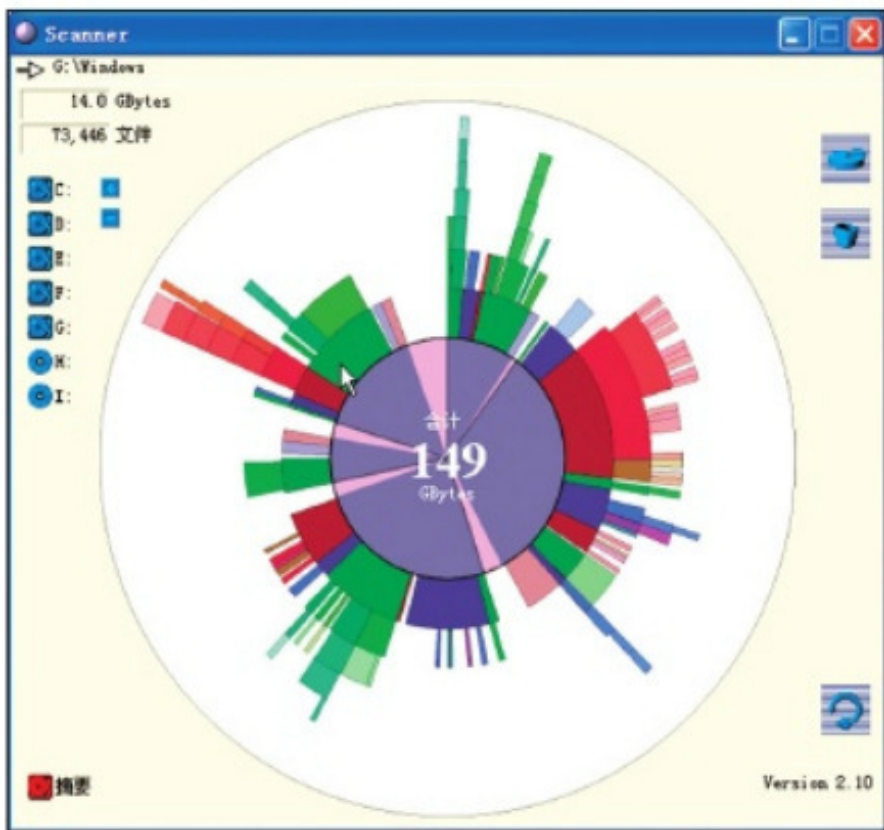 Scanner
G:\Windows
14.0 GBytes
73,446 文件
C:
D:
E:
F:
G:
H:
I:
合计
149
GBytes
摘要
Version 2.10